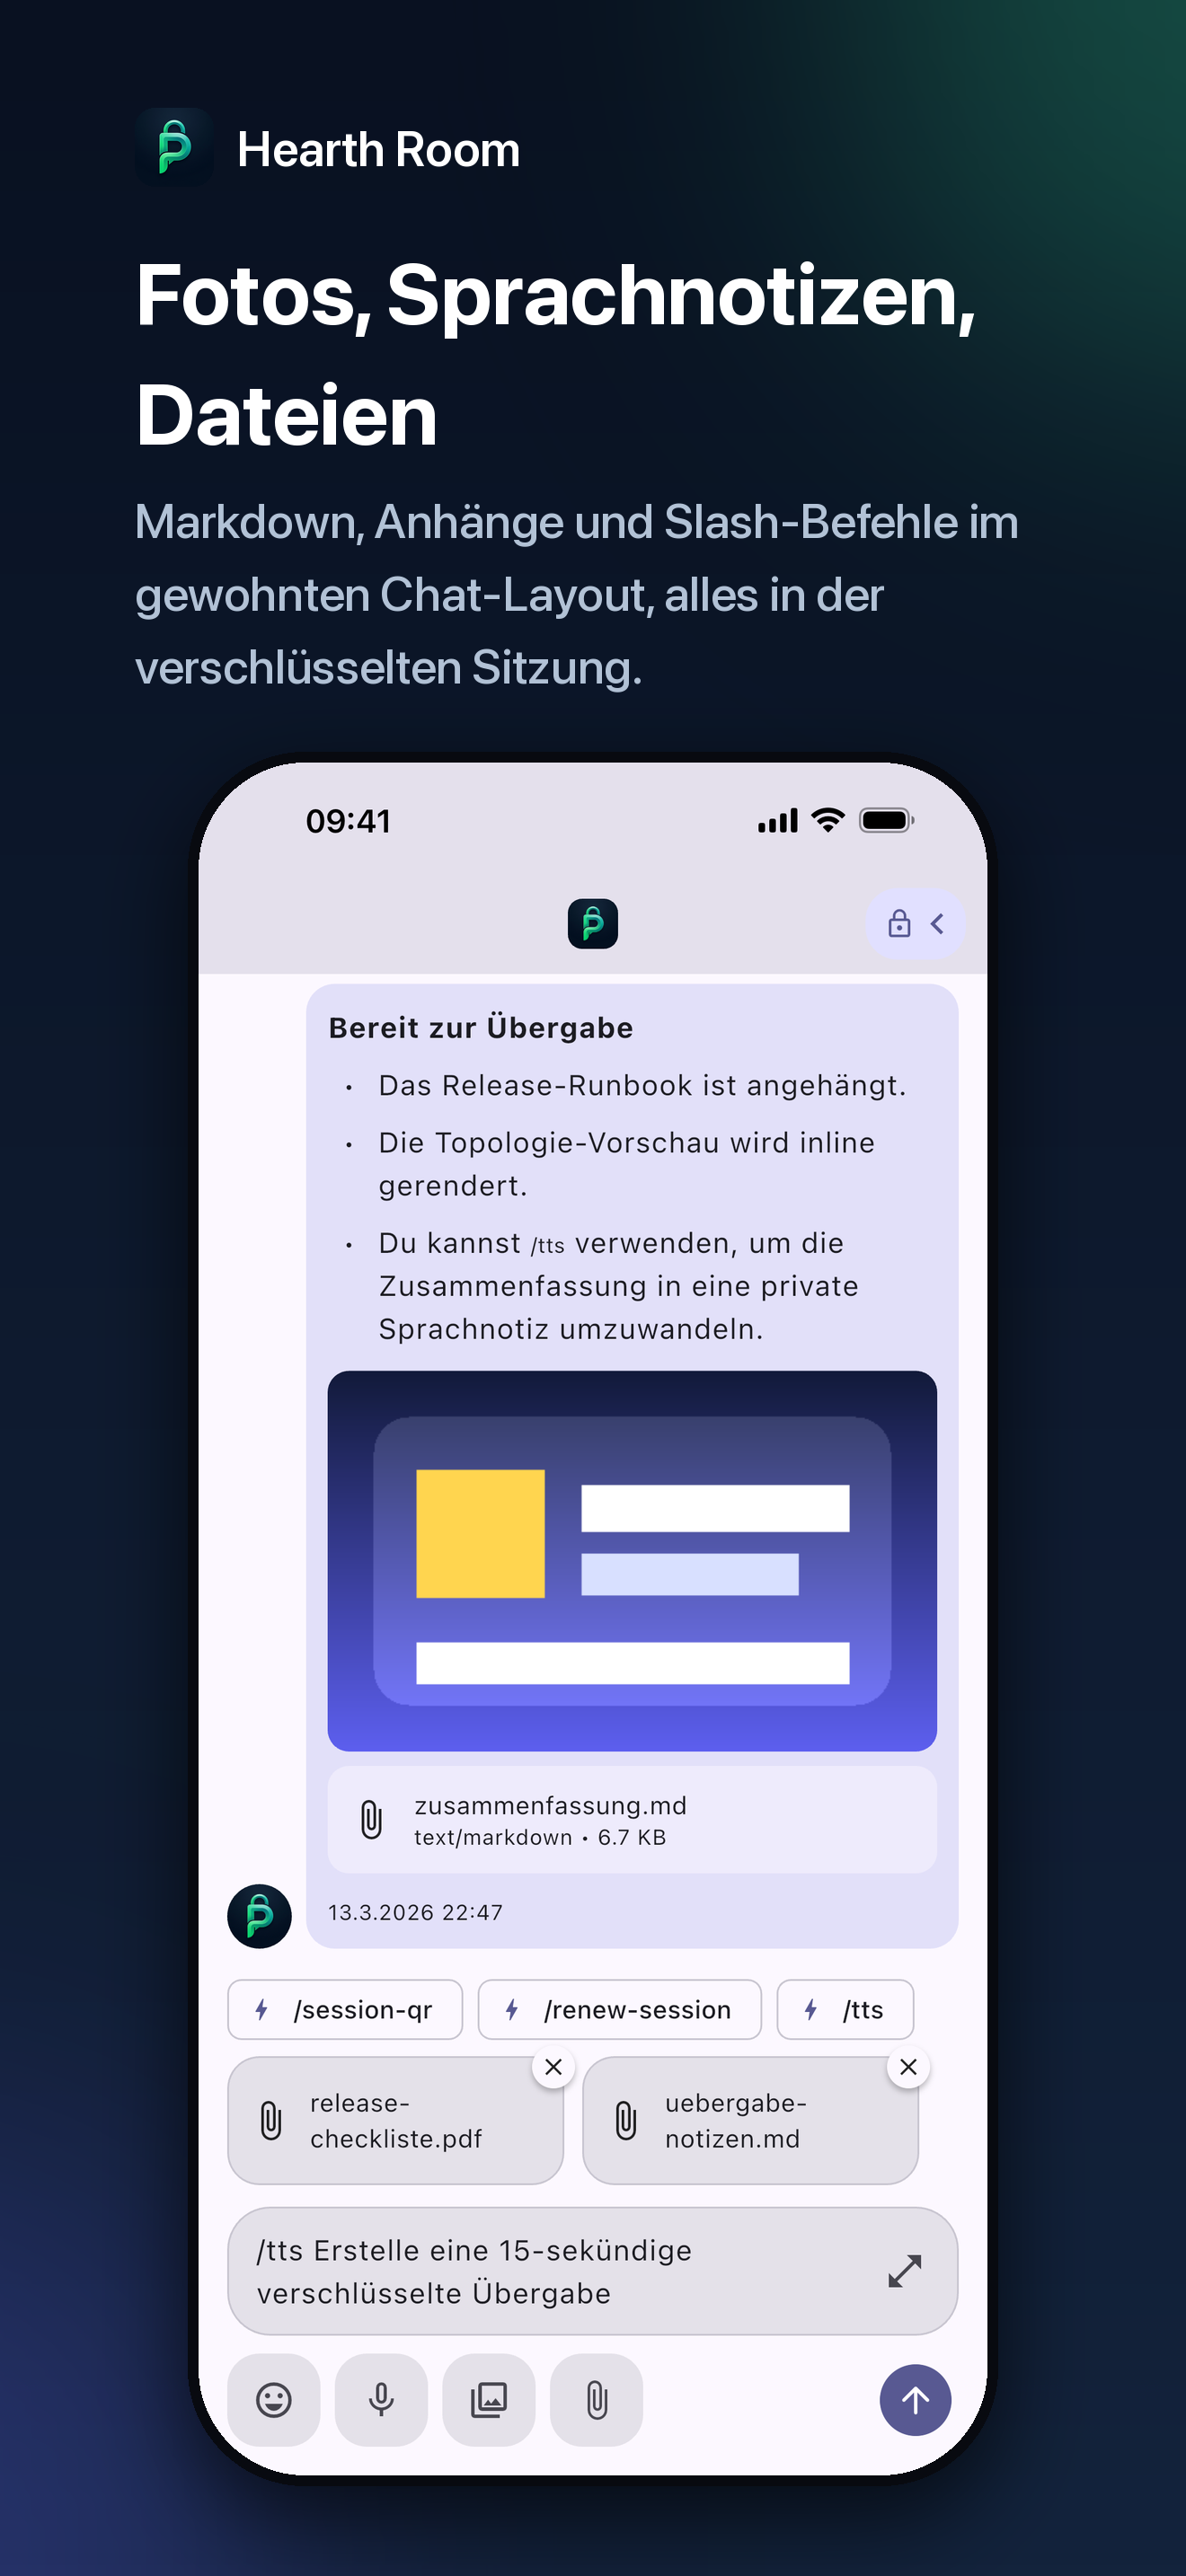 Hearth Room
Fotos, Sprachnotizen,
Dateien
Markdown, Anhänge und Slash-Befehle im
gewohnten Chat-Layout, alles in der
verschlüsselten Sitzung.
09:41
Bereit zur Übergabe
• Das Release-Runbook ist angehängt.
• Die Topologie-Vorschau wird inline
gerendert.
• Du kannst /tts verwenden, um die
Zusammenfassung in eine private
Sprachnotiz umzuwandeln.
zusammenfassung.md
text/markdown • 6.7 KB
13.3.2026 22:47
/session-qr
/renew-session
/tts
release-
checkliste.pdf
uebergabe-
notizen.md
/tts Erstelle eine 15-sekündige
verschlüsselte Übergabe